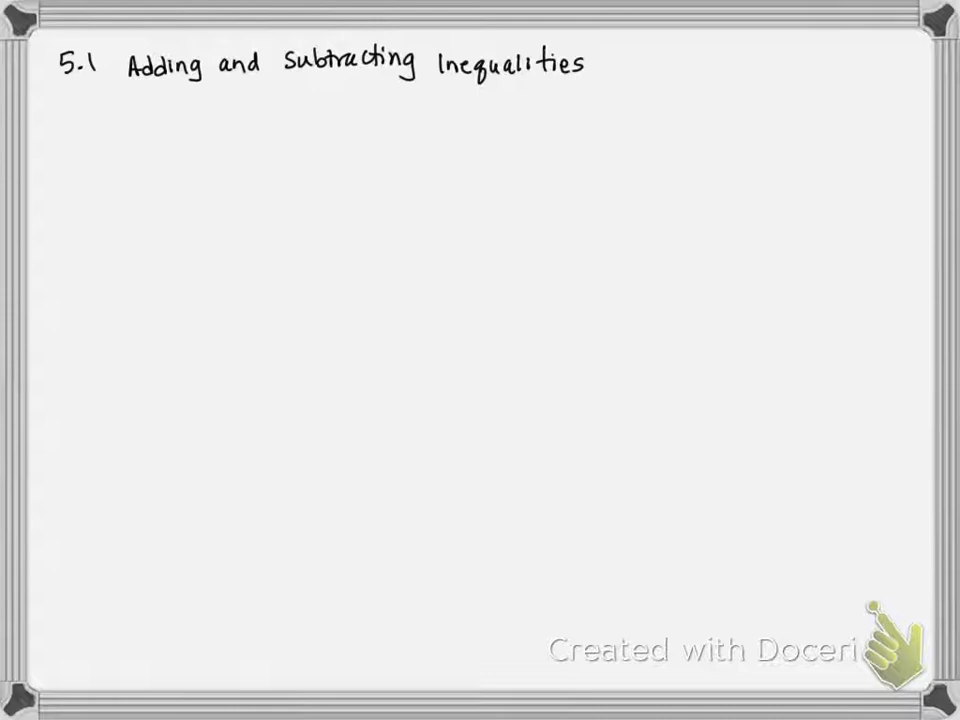 5.1 Adding and Subtracting Inequalities
Created with Doceri